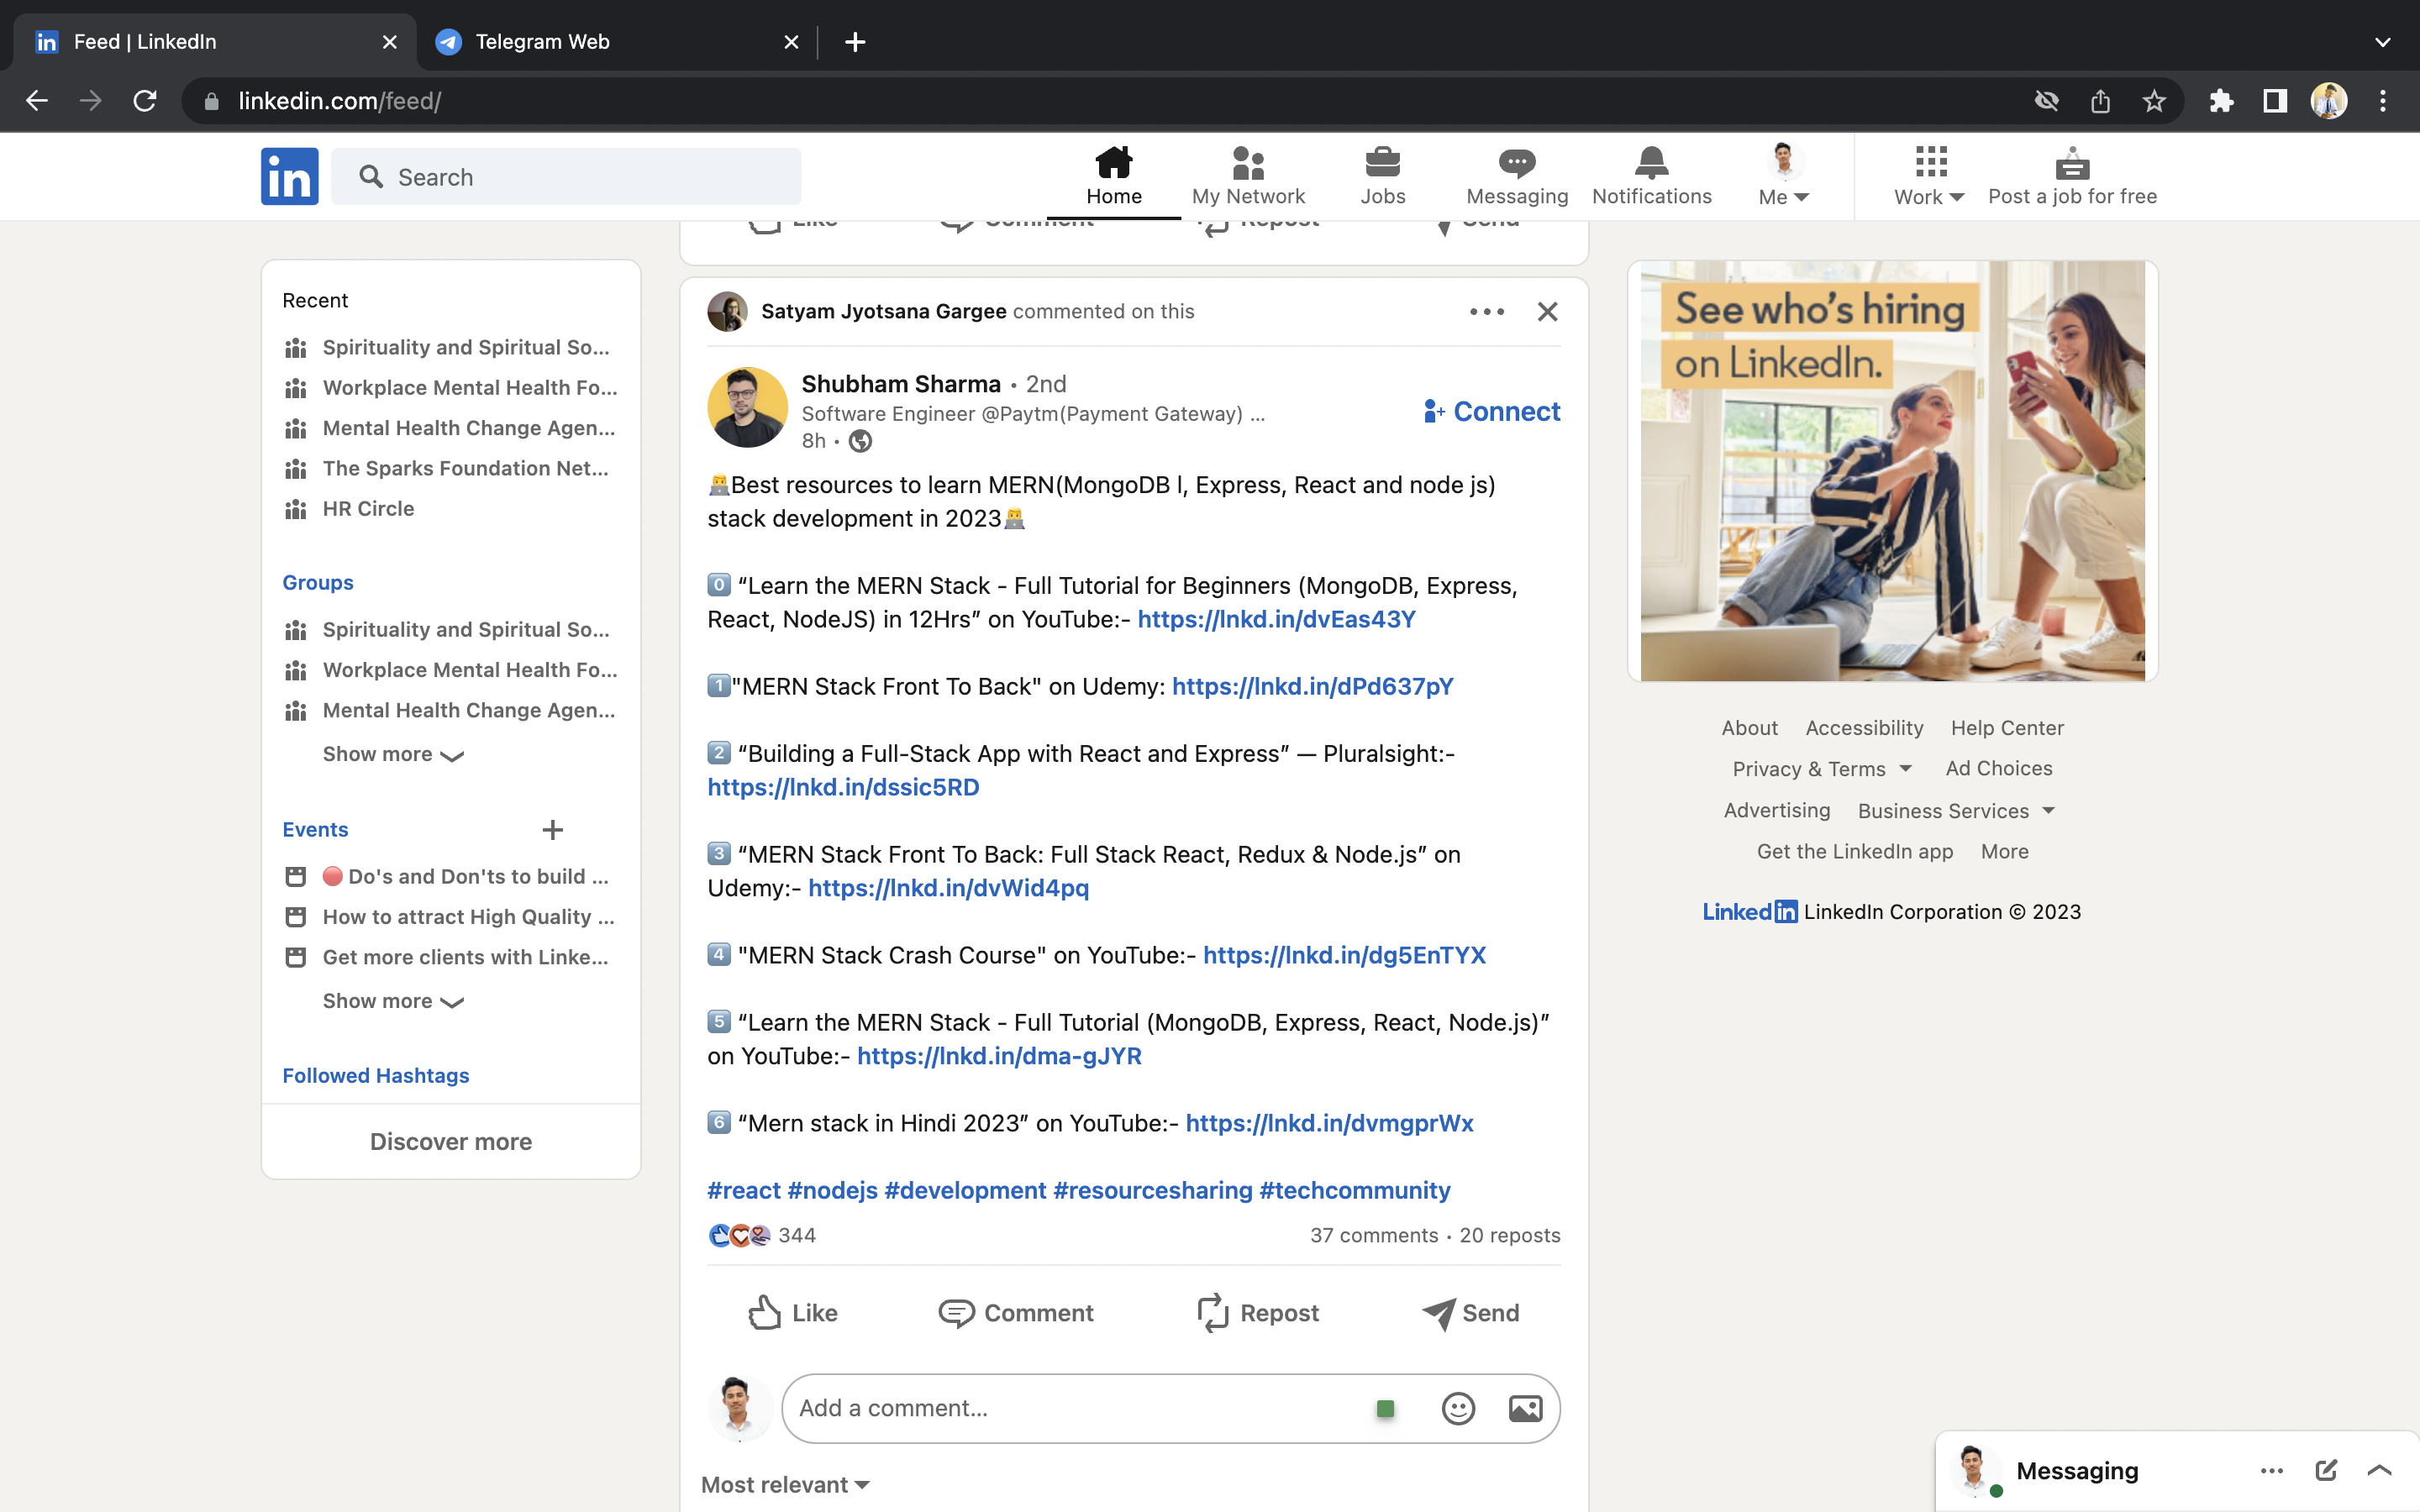 Feed | LinkedIn
Telegram Web
linkedin.com/feed/
in
Search
Home
My Network
Jobs
Messaging
Notifications
Me
Work
Post a job for free
Like
Comment
Repost
Send
Recent
Spirituality and Spiritual So...
Workplace Mental Health Fo...
Mental Health Change Agen...
The Sparks Foundation Net...
HR Circle
Groups
Spirituality and Spiritual So...
Workplace Mental Health Fo...
Mental Health Change Agen...
Show more
Events
Do's and Don'ts to build ...
How to attract High Quality ...
Get more clients with Linke...
Show more
Followed Hashtags
Discover more
Satyam Jyotsana Gargee commented on this
Shubham Sharma • 2nd
Software Engineer @Paytm(Payment Gateway) ...
8h •
Connect
👨‍💻Best resources to learn MERN(MongoDB l, Express, React and node js)
stack development in 2023👨‍💻
0️⃣ “Learn the MERN Stack - Full Tutorial for Beginners (MongoDB, Express,
React, NodeJS) in 12Hrs” on YouTube:- https://lnkd.in/dvEas43Y
1️⃣"MERN Stack Front To Back" on Udemy: https://lnkd.in/dPd637pY
2️⃣ “Building a Full-Stack App with React and Express” — Pluralsight:-
https://lnkd.in/dssic5RD
3️⃣ “MERN Stack Front To Back: Full Stack React, Redux & Node.js” on
Udemy:- https://lnkd.in/dvWid4pq
4️⃣ "MERN Stack Crash Course" on YouTube:- https://lnkd.in/dg5EnTYX
5️⃣ “Learn the MERN Stack - Full Tutorial (MongoDB, Express, React, Node.js)”
on YouTube:- https://lnkd.in/dma-gJYR
6️⃣ “Mern stack in Hindi 2023” on YouTube:- https://lnkd.in/dvmgprWx
#react #nodejs #development #resourcesharing #techcommunity
344
37 comments • 20 reposts
Like
Comment
Repost
Send
Add a comment...
Most relevant
See who’s hiring
on LinkedIn.
About Accessibility Help Center
Privacy & Terms Ad Choices
Advertising Business Services
Get the LinkedIn app More
LinkedIn LinkedIn Corporation © 2023
Messaging